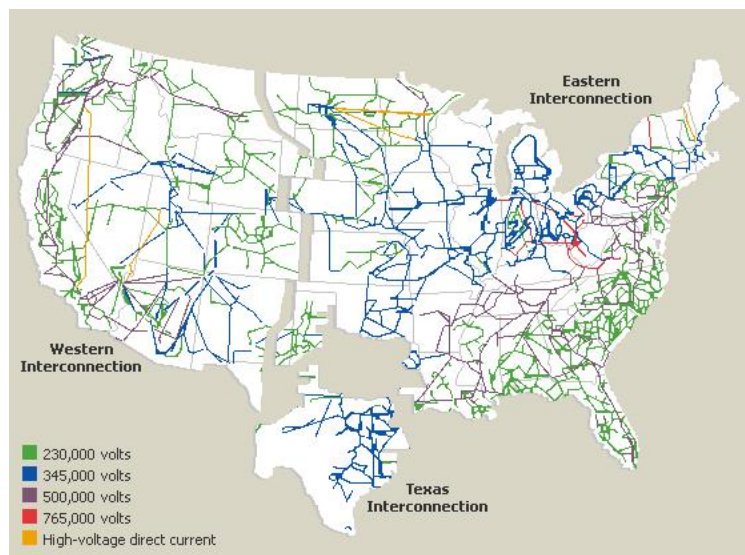 Eastern
Interconnection
Western
Interconnection
Texas
Interconnection
230,000 volts
345,000 volts
500,000 volts
765,000 volts
High-voltage direct current